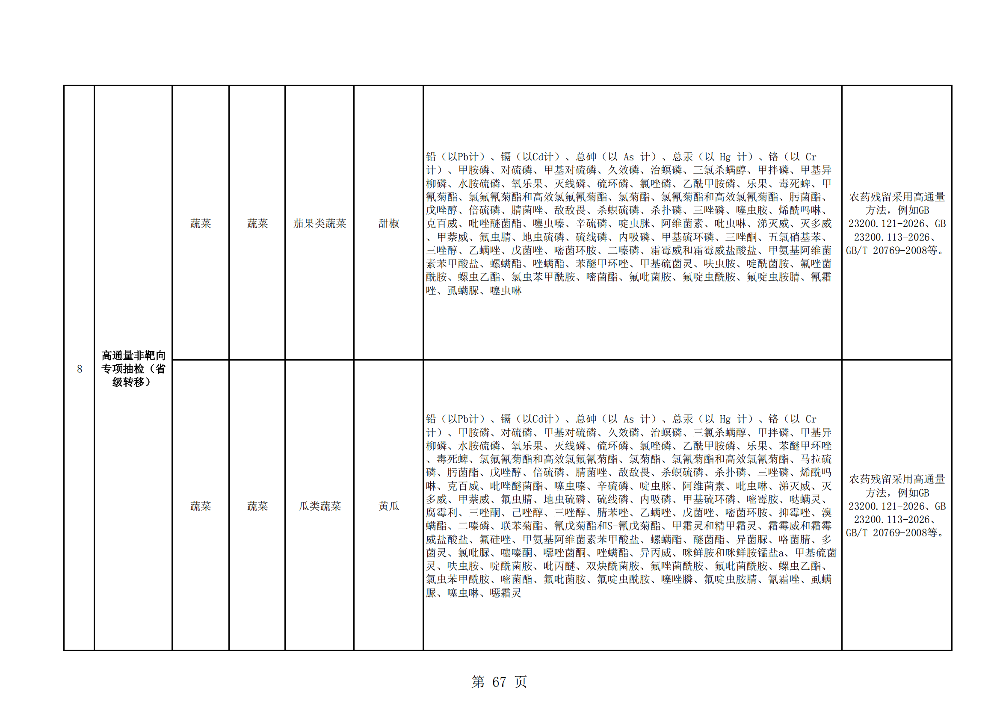 8
高通量非靶向
专项抽检（省
级转移）
蔬菜
蔬菜
茄果类蔬菜
甜椒
铅（以Pb计）、镉（以Cd计）、总砷（以 As 计）、总汞（以 Hg 计）、铬（以 Cr
计）、甲胺磷、对硫磷、甲基对硫磷、久效磷、治螟磷、三氯杀螨醇、甲拌磷、甲基异
柳磷、水胺硫磷、氧乐果、灭线磷、硫环磷、氯唑磷、乙酰甲胺磷、乐果、毒死蜱、甲
氰菊酯、氯氟氰菊酯和高效氯氟氰菊酯、氯菊酯、氯氰菊酯和高效氯氰菊酯、肟菌酯、
戊唑醇、倍硫磷、腈菌唑、敌敌畏、杀螟硫磷、杀扑磷、三唑磷、噻虫胺、烯酰吗啉、
克百威、吡唑醚菌酯、噻虫嗪、辛硫磷、啶虫脒、阿维菌素、吡虫啉、涕灭威、灭多威
、甲萘威、氟虫腈、地虫硫磷、硫线磷、内吸磷、甲基硫环磷、三唑酮、五氯硝基苯、
三唑醇、乙螨唑、戊菌唑、嘧菌环胺、二嗪磷、霜霉威和霜霉威盐酸盐、甲氨基阿维菌
素苯甲酸盐、螺螨酯、唑螨酯、苯醚甲环唑、甲基硫菌灵、呋虫胺、啶酰菌胺、氟唑菌
酰胺、螺虫乙酯、氯虫苯甲酰胺、嘧菌酯、氟吡菌胺、氟啶虫酰胺、氟啶虫胺腈、氰霜
唑、虱螨脲、噻虫啉
农药残留采用高通量
方法，例如GB
23200.121-2026、GB
23200.113-2026、
GB/T 20769-2008等。
蔬菜
蔬菜
瓜类蔬菜
黄瓜
铅（以Pb计）、镉（以Cd计）、总砷（以 As 计）、总汞（以 Hg 计）、铬（以 Cr
计）、甲胺磷、对硫磷、甲基对硫磷、久效磷、治螟磷、三氯杀螨醇、甲拌磷、甲基异
柳磷、水胺硫磷、氧乐果、灭线磷、硫环磷、氯唑磷、乙酰甲胺磷、乐果、苯醚甲环唑
、毒死蜱、氯氟氰菊酯和高效氯氟氰菊酯、氯菊酯、氯氰菊酯和高效氯氰菊酯、马拉硫
磷、肟菌酯、戊唑醇、倍硫磷、腈菌唑、敌敌畏、杀螟硫磷、杀扑磷、三唑磷、烯酰吗
啉、克百威、吡唑醚菌酯、噻虫嗪、辛硫磷、啶虫脒、阿维菌素、吡虫啉、涕灭威、灭
多威、甲萘威、氟虫腈、地虫硫磷、硫线磷、内吸磷、甲基硫环磷、嘧霉胺、哒螨灵、
腐霉利、三唑酮、己唑醇、三唑醇、腈苯唑、乙螨唑、戊菌唑、嘧菌环胺、抑霉唑、溴
螨酯、二嗪磷、联苯菊酯、氰戊菊酯和S-氰戊菊酯、甲霜灵和精甲霜灵、霜霉威和霜霉
威盐酸盐、氟硅唑、甲氨基阿维菌素苯甲酸盐、螺螨酯、醚菌酯、异菌脲、咯菌腈、多
菌灵、氯吡脲、噻嗪酮、噁唑菌酮、唑螨酯、异丙威、咪鲜胺和咪鲜胺锰盐a、甲基硫菌
灵、呋虫胺、啶酰菌胺、吡丙醚、双炔酰菌胺、氟唑菌酰胺、氟吡菌酰胺、螺虫乙酯、
氯虫苯甲酰胺、嘧菌酯、氟吡菌胺、氟啶虫酰胺、噻唑膦、氟啶虫胺腈、氰霜唑、虱螨
脲、噻虫啉、噁霜灵
农药残留采用高通量
方法，例如GB
23200.121-2026、GB
23200.113-2026、
GB/T 20769-2008等。
第 67 页